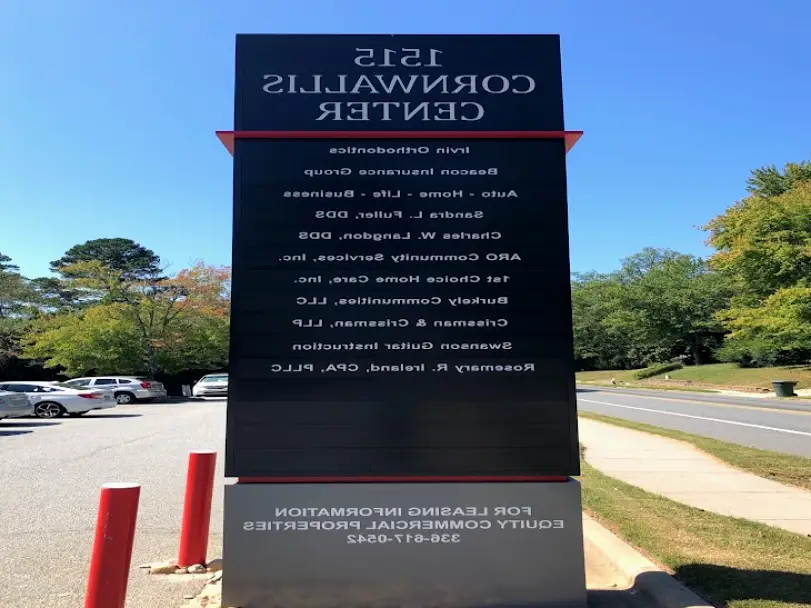 1515
CORNWALLIS
CENTER
Irvin Orthodontics
Beacon Insurance Group
Auto - Home - Life - Business
Sandra L. Fuller, DDS
Charles W. Langdon, DDS
ARO Community Services, Inc.
1st Choice Home Care, Inc.
Burkely Communities, LLC
Crissman & Crissman, LLP
Swanson Guitar Instruction
Rosemary R. Ireland, CPA, PLLC
FOR LEASING INFORMATION
EQUITY COMMERCIAL PROPERTIES
336-617-0542